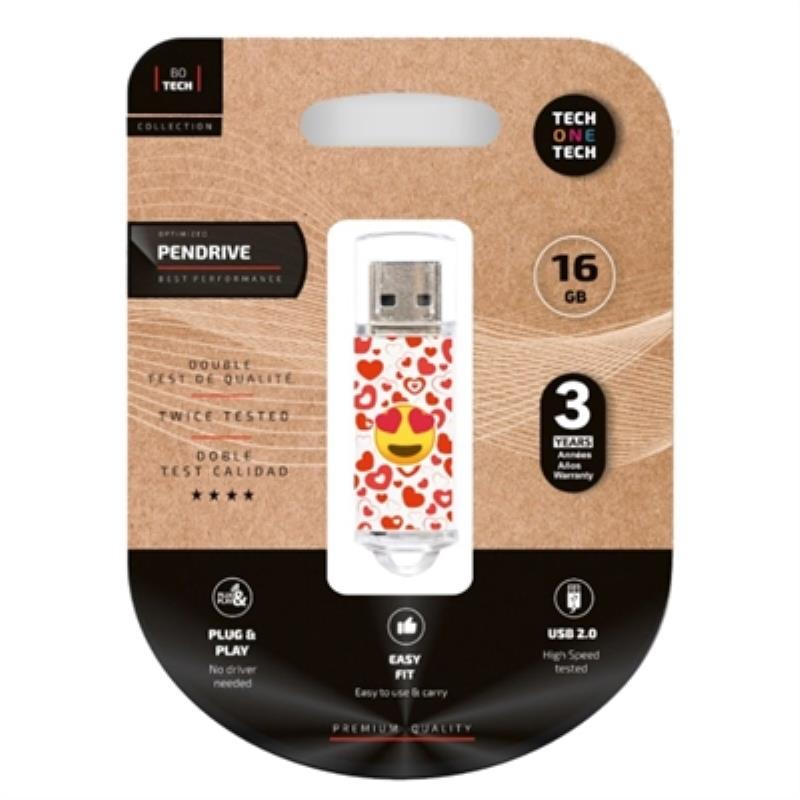 BO
TECH
COLLECTION
TECH
ONE
TECH
OPTIMIZED
PENDRIVE
BEST PERFORMANCE
16
GB
DOUBLE
TEST DE QUALITÉ
TWICE TESTED
DOBLE
TEST CALIDAD
3
YEARS
Années
Años
Warranty
PLUG &
PLAY
PLUG &
PLAY
No driver
needed
EASY
FIT
Easy to use & carry
USB 2.0
High Speed
tested
PREMIUM QUALITY